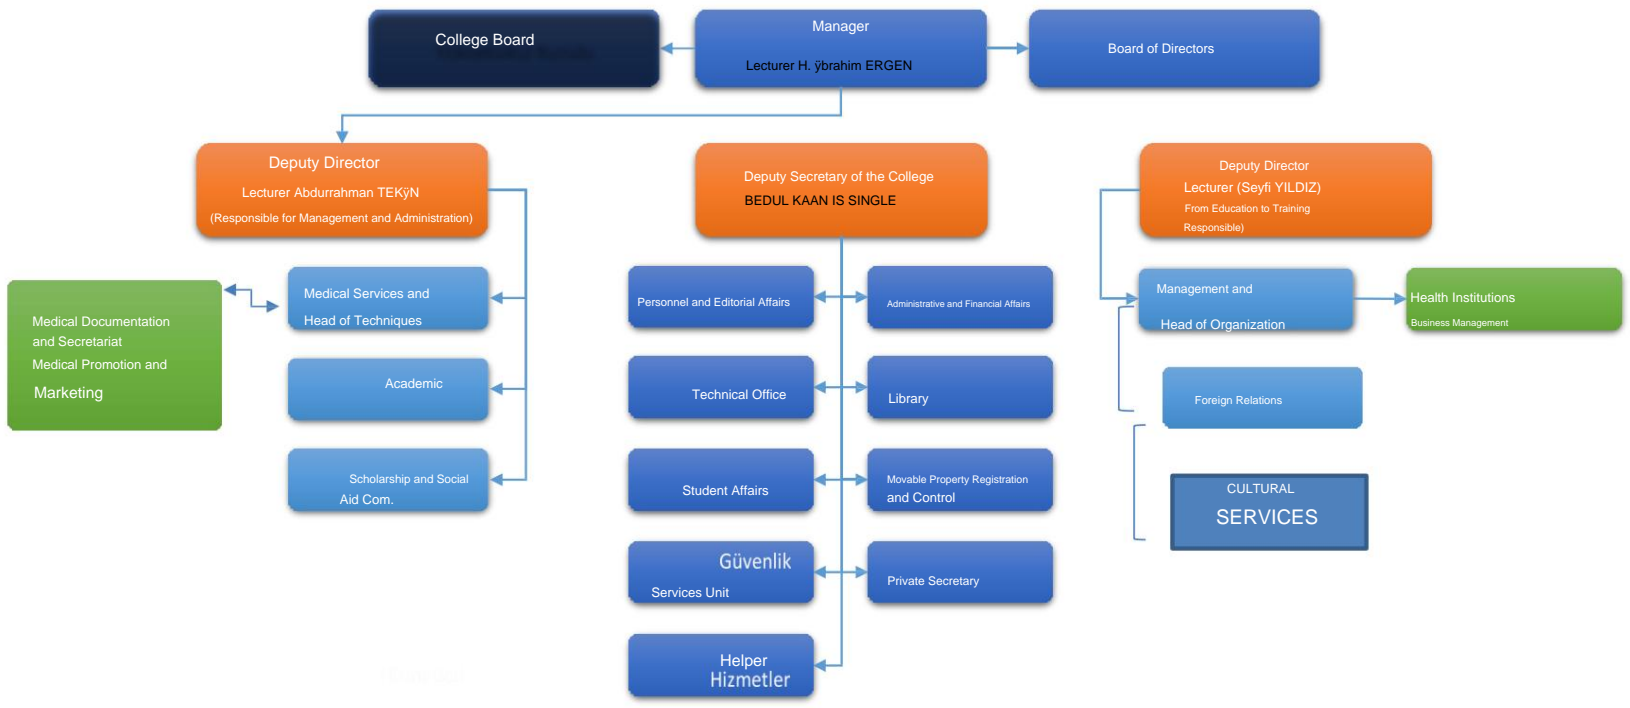 College Board
Manager
Lecturer H. ÿbrahim ERGEN
Board of Directors
Deputy Director
Lecturer Abdurrahman TEKÿN
(Responsible for Management and Administration)
Deputy Secretary of the College
BEDUL KAAN IS SINGLE
Deputy Director
Lecturer (Seyfi YILDIZ)
From Education to Training
Responsible)
Medical Documentation
and Secretariat
Medical Promotion and
Marketing
Medical Services and
Head of Techniques
Academic
Scholarship and Social
Aid Com.
Personnel and Editorial Affairs
Administrative and Financial Affairs
Technical Office
Library
Student Affairs
Movable Property Registration
and Control
Güvenlik
Services Unit
Private Secretary
Helper
Hizmetler
Management and
Head of Organization
Health Institutions
Business Management
Foreign Relations
CULTURAL
SERVICES